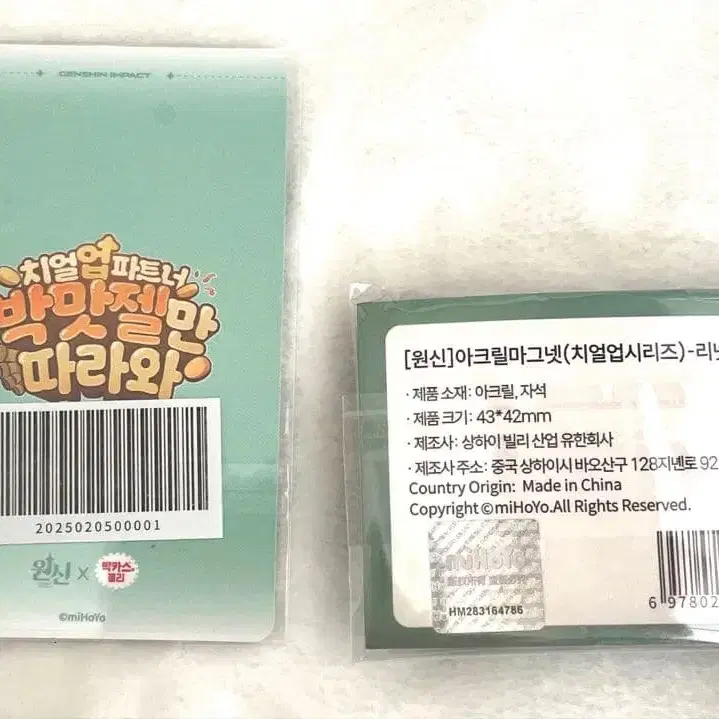 GENSHIN IMPACT
치얼업파트너
박맛젤만
따라와
2025020500001
원신 X 박카스 젤리
©miHoYo
[원신]아크릴마그넷(치얼업시리즈)-리넷
· 제품 소재: 아크릴, 자석
· 제품 크기: 43*42mm
· 제조사: 상하이 빌리 산업 유한회사
· 제조사 주소: 중국 상하이시 바오산구 128지녠로 92
Country Origin: Made in China
Copyright ©miHoYo.All Rights Reserved.
miHoYo
HM283164786
6 97802